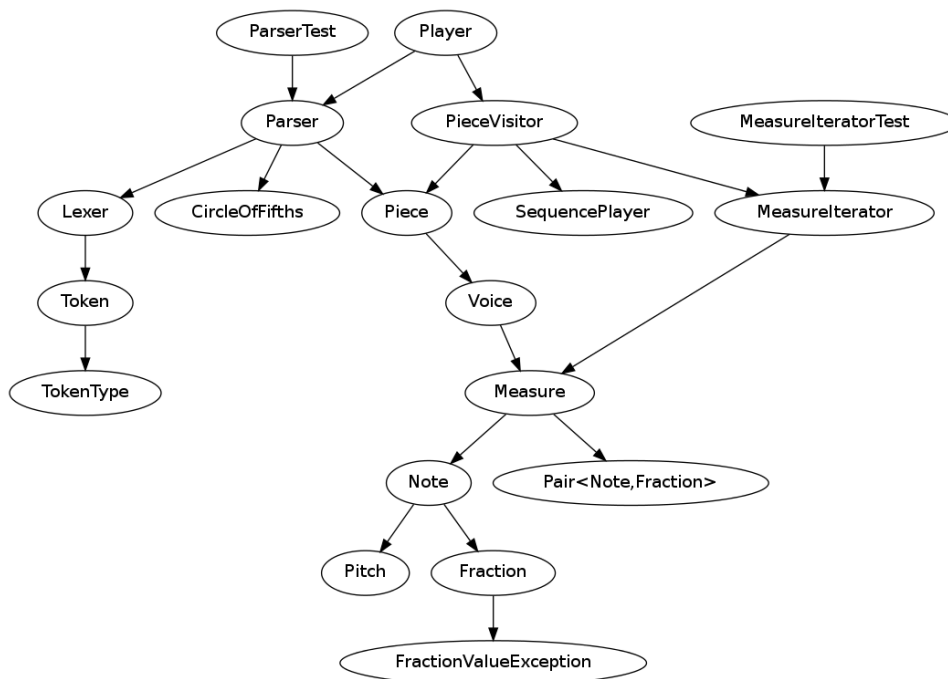 ParserTest
Player
Parser
PieceVisitor
MeasureIteratorTest
Lexer
CircleOfFifths
Piece
SequencePlayer
MeasureIterator
Token
Voice
TokenType
Measure
Note
Pair<Note,Fraction>
Pitch
Fraction
FractionValueException